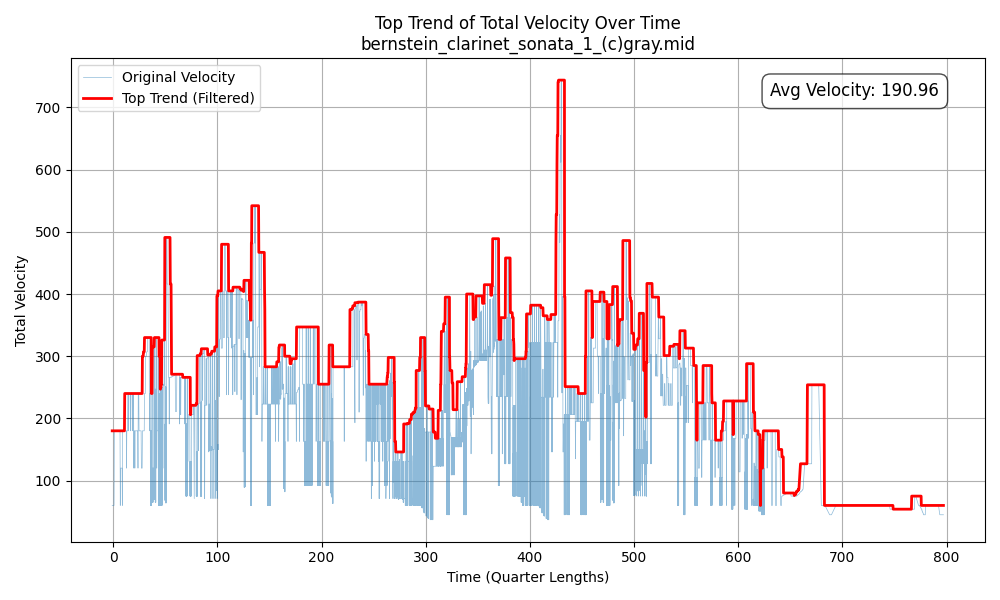 Top Trend of Total Velocity Over Time
bernstein_clarinet_sonata_1_(c)gray.mid
Original Velocity
Top Trend (Filtered)
Avg Velocity: 190.96
Total Velocity
700
600
500
400
300
200
100
0 100 200 300 400 500 600 700 800
Time (Quarter Lengths)